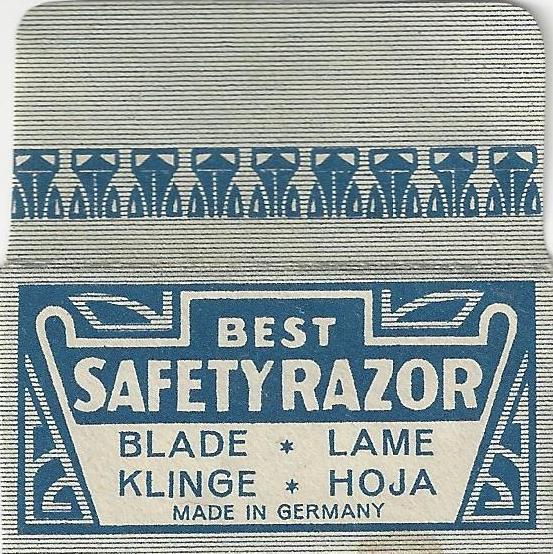 BEST
SAFETY RAZOR
BLADE * LAME
KLINGE * HOJA
MADE IN GERMANY